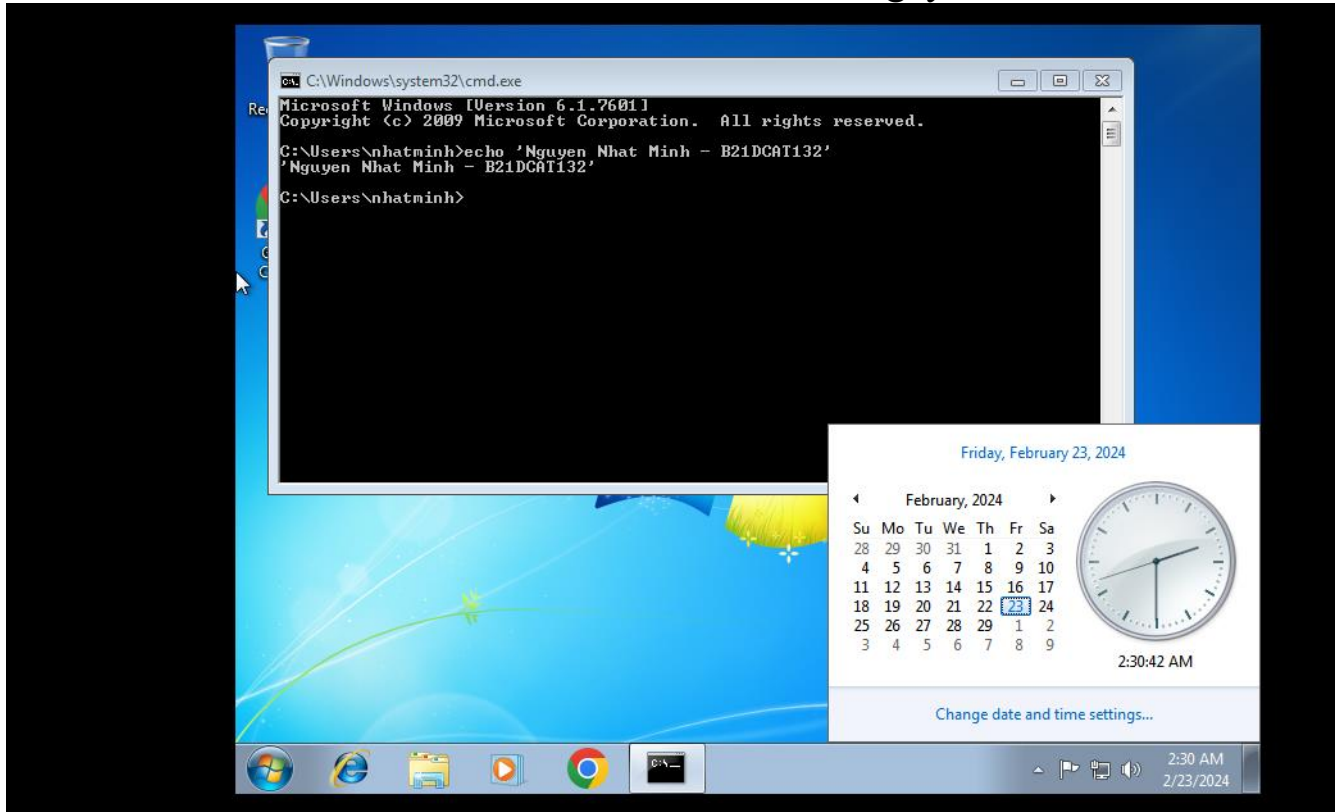 C:\Windows\system32\cmd.exe
Microsoft Windows [Version 6.1.7601]
Copyright (c) 2009 Microsoft Corporation.  All rights reserved.
C:\Users\nhatminh>echo 'Nguyen Nhat Minh - B21DCAT132'
'Nguyen Nhat Minh - B21DCAT132'
C:\Users\nhatminh>
Friday, February 23, 2024
February, 2024
Su Mo Tu We Th Fr Sa
28 29 30 31 1 2 3
4 5 6 7 8 9 10
11 12 13 14 15 16 17
18 19 20 21 22 23 24
25 26 27 28 29 1 2
3 4 5 6 7 8 9
2:30:42 AM
Change date and time settings...
2:30 AM
2/23/2024